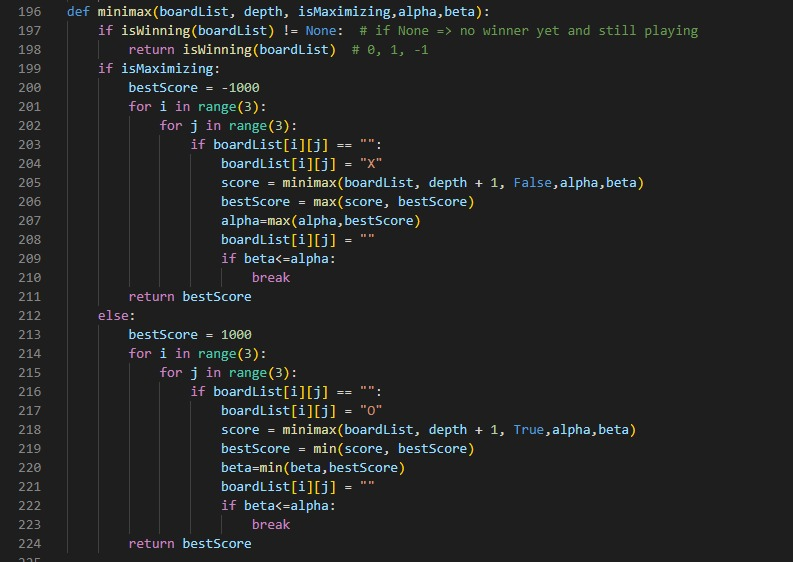 196 def minimax(boardList, depth, isMaximizing,alpha,beta):
197     if isWinning(boardList) != None:  # if None => no winner yet and still playing
198         return isWinning(boardList)  # 0, 1, -1
199     if isMaximizing:
200         bestScore = -1000
201         for i in range(3):
202             for j in range(3):
203                 if boardList[i][j] == "":
204                     boardList[i][j] = "X"
205                     score = minimax(boardList, depth + 1, False,alpha,beta)
206                     bestScore = max(score, bestScore)
207                     alpha=max(alpha,bestScore)
208                     boardList[i][j] = ""
209                     if beta<=alpha:
210                         break
211         return bestScore
212     else:
213         bestScore = 1000
214         for i in range(3):
215             for j in range(3):
216                 if boardList[i][j] == "":
217                     boardList[i][j] = "O"
218                     score = minimax(boardList, depth + 1, True,alpha,beta)
219                     bestScore = min(score, bestScore)
220                     beta=min(beta,bestScore)
221                     boardList[i][j] = ""
222                     if beta<=alpha:
223                         break
224         return bestScore